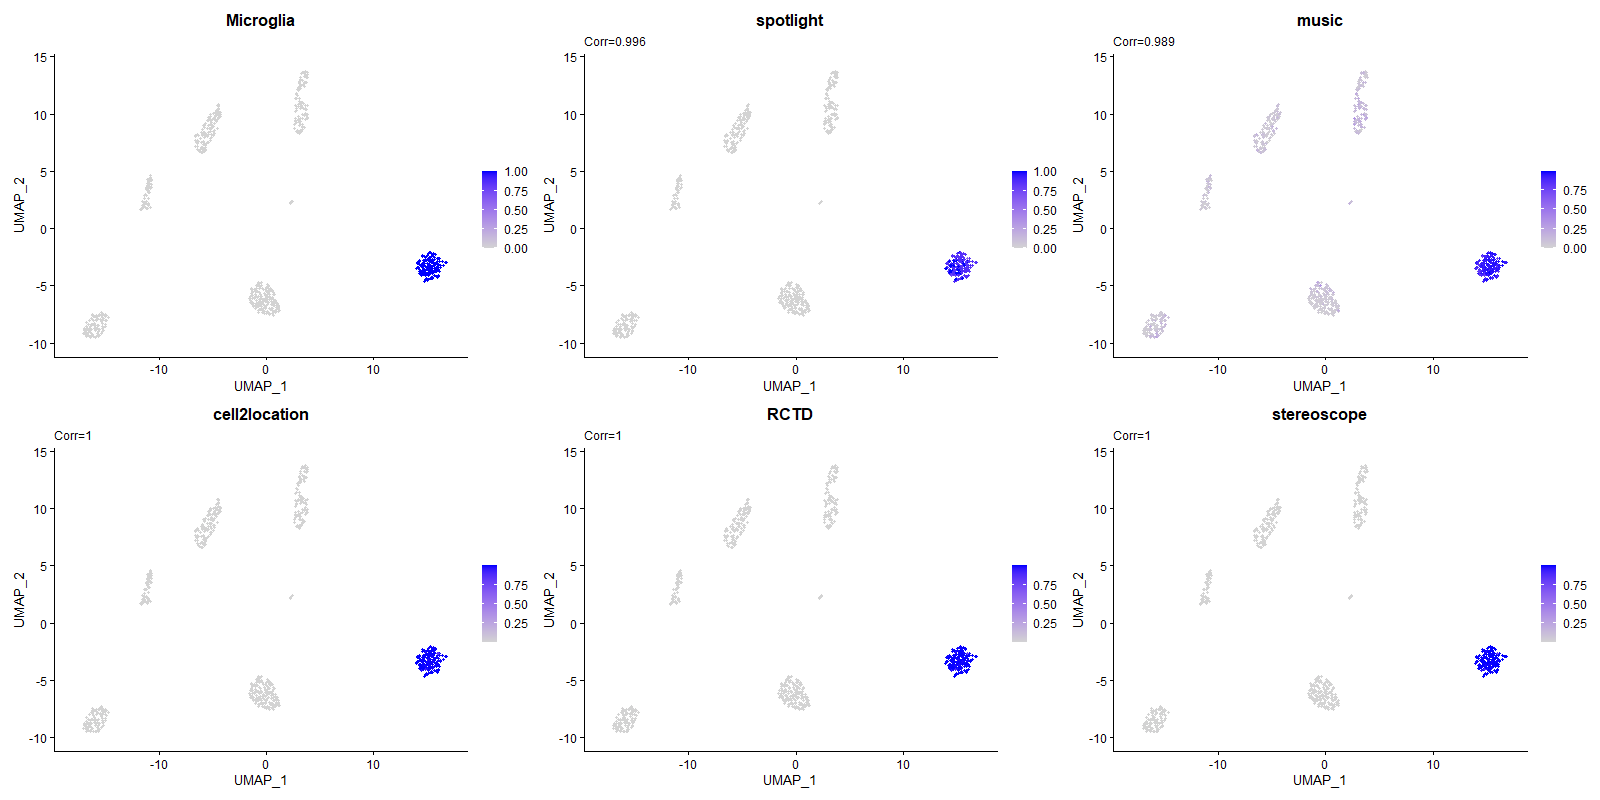 Microglia
15
10
5
0
-5
-10
UMAP_2
-10 0 10
UMAP_1
1.00
0.75
0.50
0.25
0.00
spotlight
Corr=0.996
15
10
5
0
-5
-10
UMAP_2
-10 0 10
UMAP_1
1.00
0.75
0.50
0.25
0.00
music
Corr=0.989
15
10
5
0
-5
-10
UMAP_2
-10 0 10
UMAP_1
0.75
0.50
0.25
0.00
cell2location
Corr=1
15
10
5
0
-5
-10
UMAP_2
-10 0 10
UMAP_1
0.75
0.50
0.25
RCTD
Corr=1
15
10
5
0
-5
-10
UMAP_2
-10 0 10
UMAP_1
0.75
0.50
0.25
stereoscope
Corr=1
15
10
5
0
-5
-10
UMAP_2
-10 0 10
UMAP_1
0.75
0.50
0.25